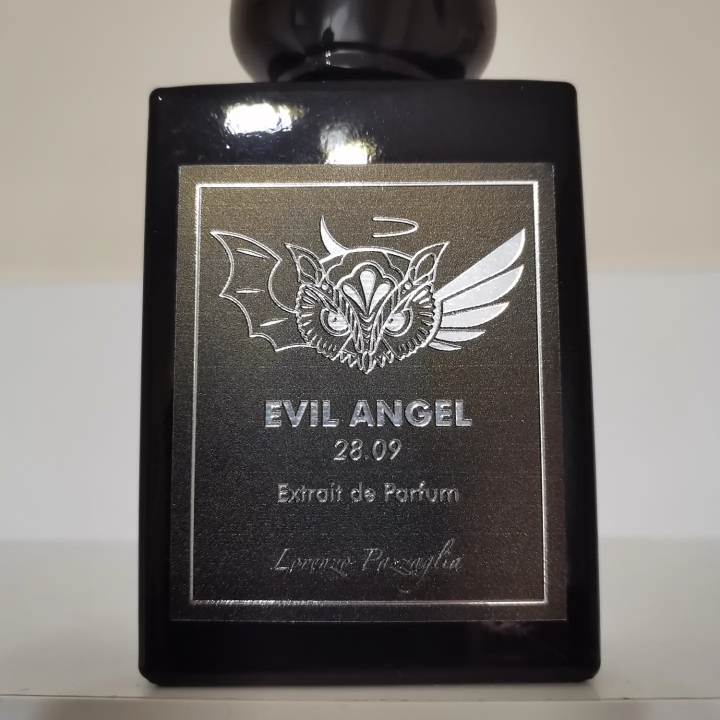 EVIL ANGEL
28.09
Extrait de Parfum
Lorenzo Pazzaglia